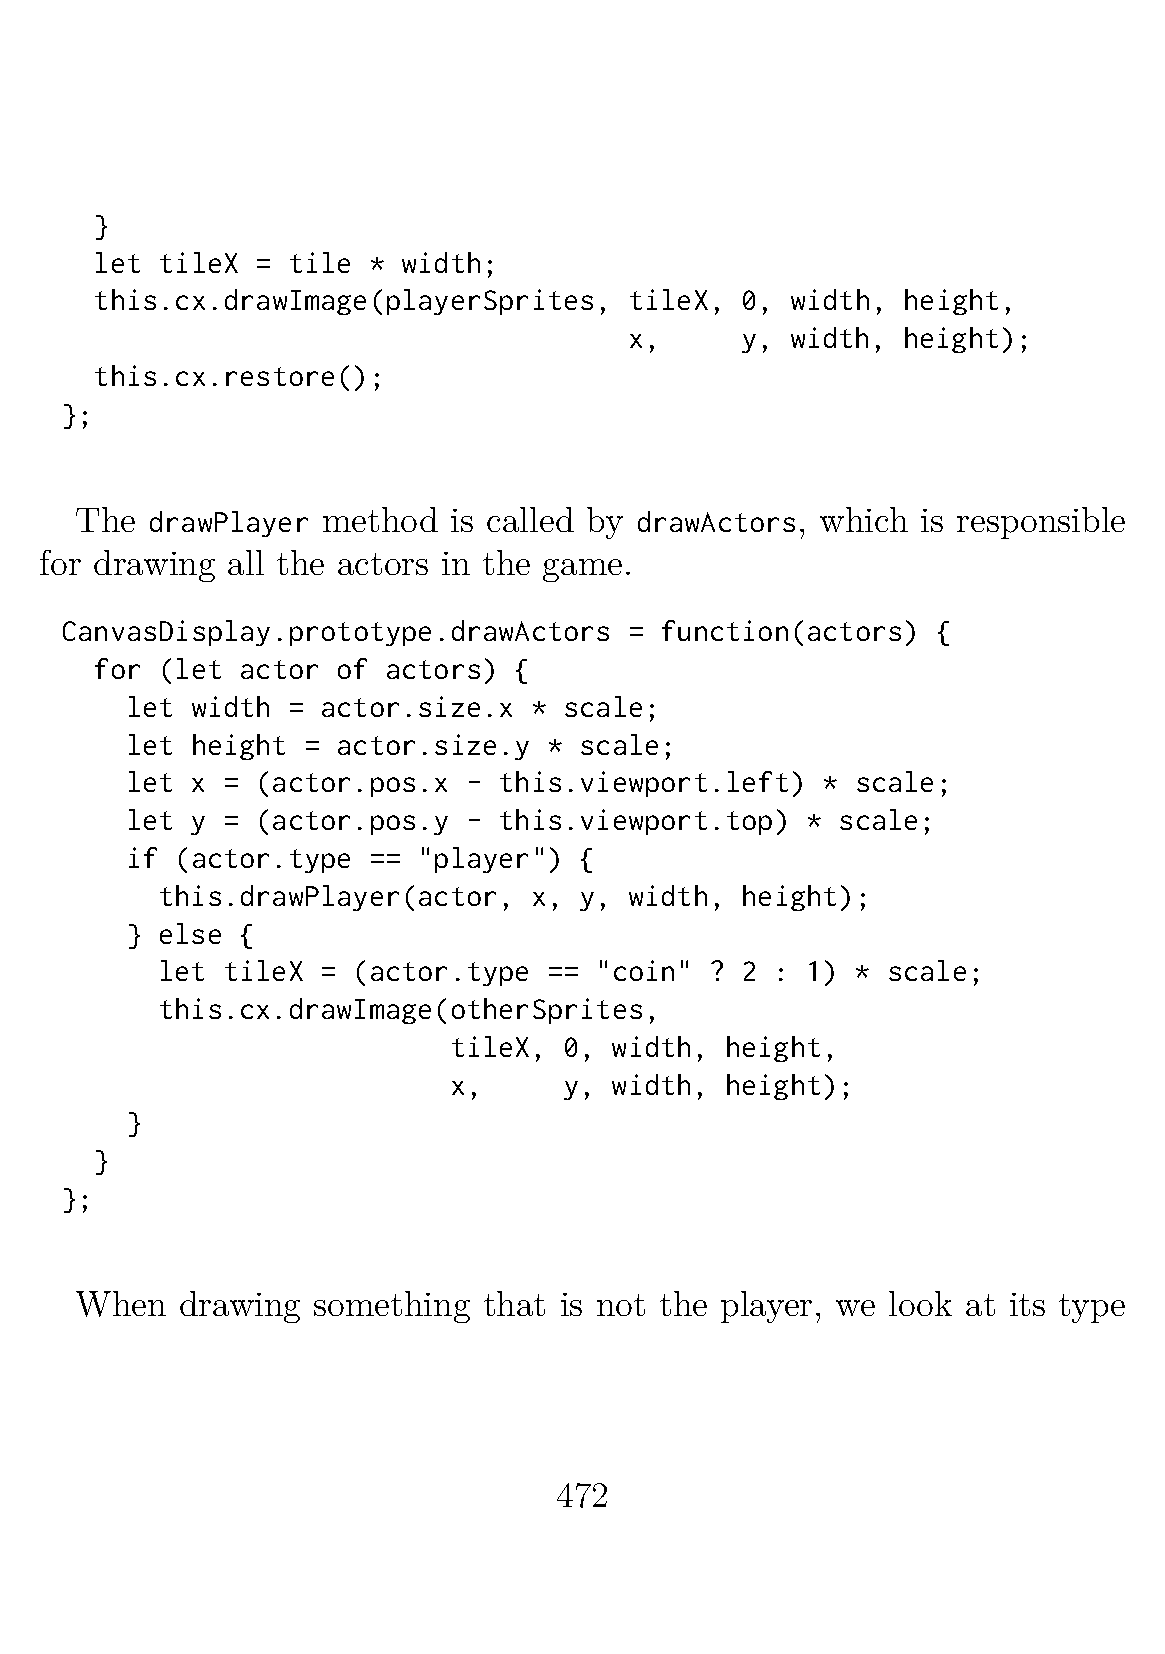 }
  let tileX = tile * width;
  this.cx.drawImage(playerSprites, tileX, 0, width, height,
                                   x,     y, width, height);
  this.cx.restore();
};
The drawPlayer method is called by drawActors, which is responsible
for drawing all the actors in the game.
CanvasDisplay.prototype.drawActors = function(actors) {
  for (let actor of actors) {
    let width = actor.size.x * scale;
    let height = actor.size.y * scale;
    let x = (actor.pos.x - this.viewport.left) * scale;
    let y = (actor.pos.y - this.viewport.top) * scale;
    if (actor.type == "player") {
      this.drawPlayer(actor, x, y, width, height);
    } else {
      let tileX = (actor.type == "coin" ? 2 : 1) * scale;
      this.cx.drawImage(otherSprites,
                        tileX, 0, width, height,
                        x,     y, width, height);
    }
  }
};
When drawing something that is not the player, we look at its type
472